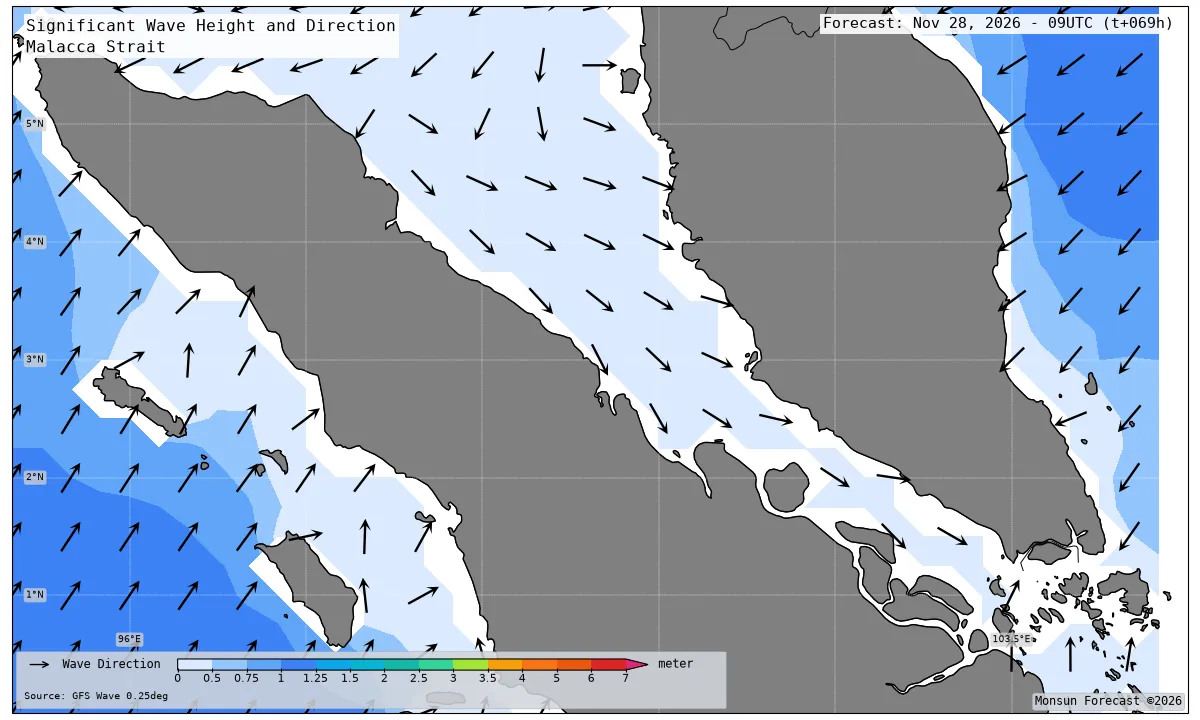 Significant Wave Height and Direction
Malacca Strait
Forecast: Nov 28, 2026 - 09UTC (t+069h)
5°N
4°N
3°N
2°N
1°N
96°E
103.5°E
Wave Direction
0 0.5 0.75 1 1.25 1.5 2 2.5 3 3.5 4 5 6 7
meter
Source: GFS Wave 0.25deg
Monsun Forecast ©2026